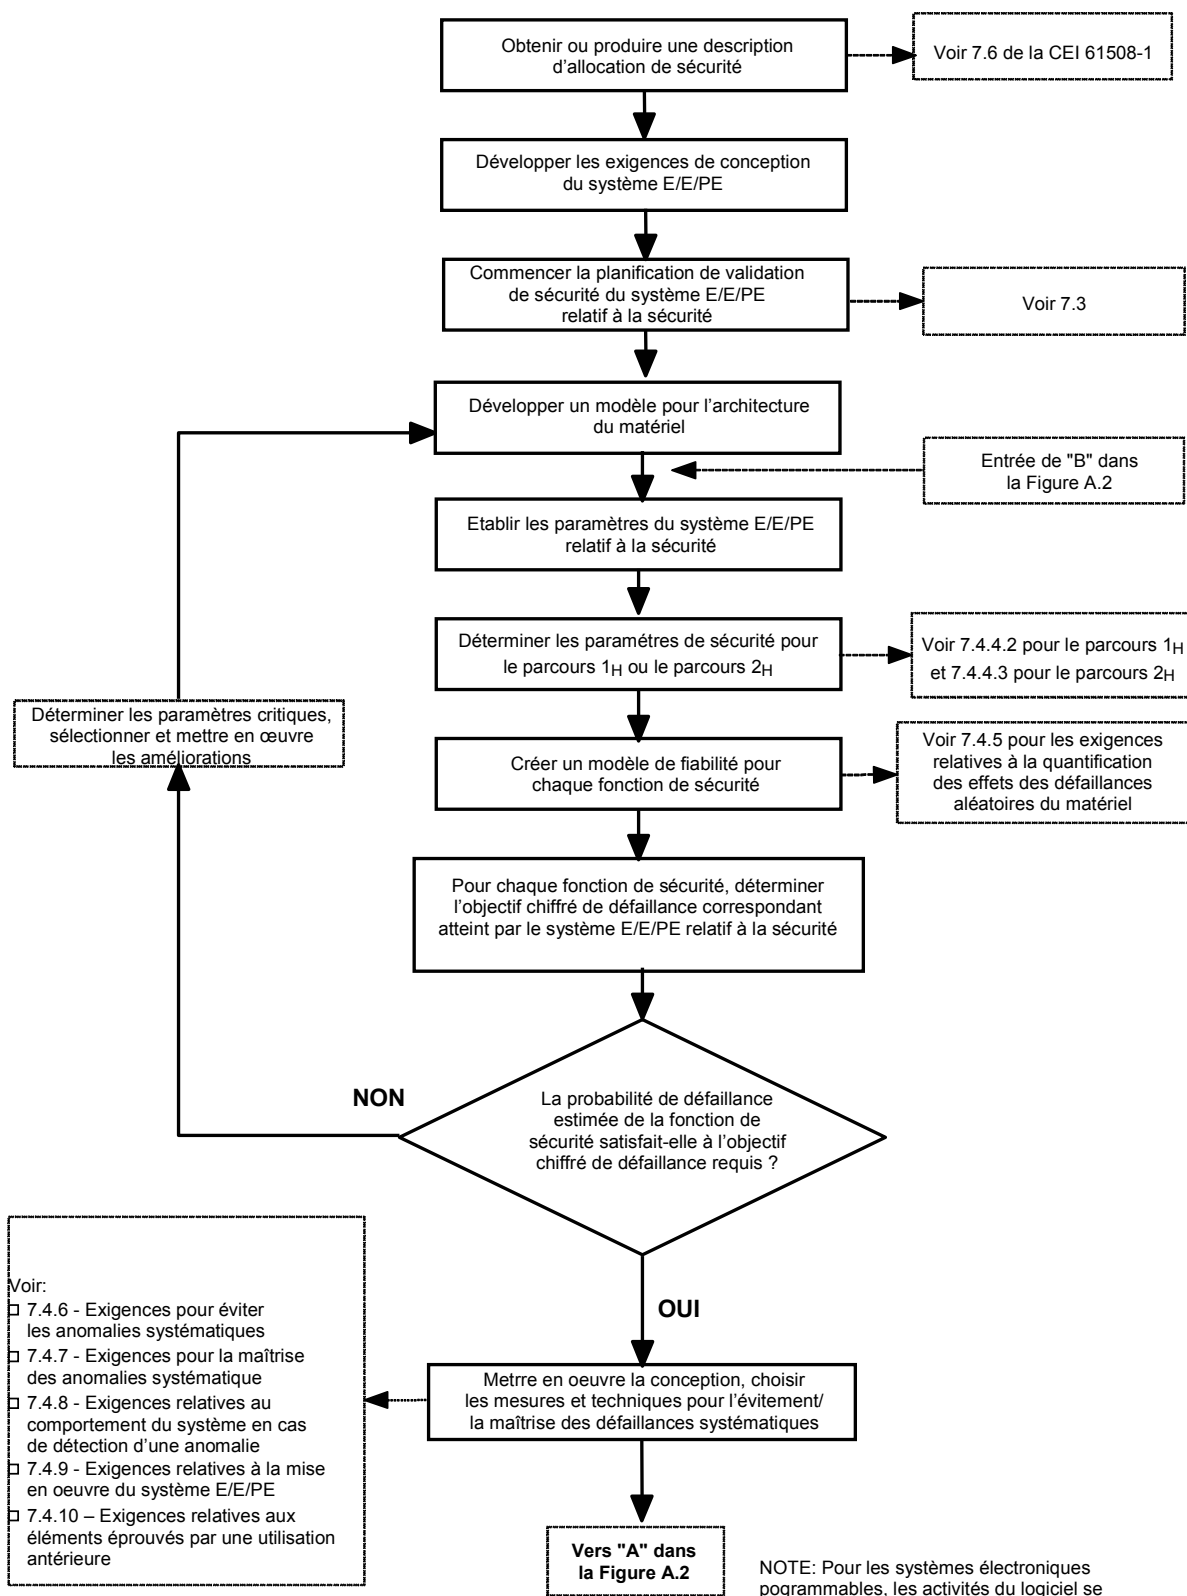 Obtenir ou produire une description
d'allocation de sécurité
Voir 7.6 de la CEI 61508-1
Développer les exigences de conception
du système E/E/PE
Commencer la planification de validation
de sécurité du système E/E/PE
relatif à la sécurité
Voir 7.3
Développer un modèle pour l'architecture
du matériel
Entrée de "B" dans
la Figure A.2
Etablir les paramètres du système E/E/PE
relatif à la sécurité
Déterminer les paramétres de sécurité pour
le parcours 1H ou le parcours 2H
Voir 7.4.4.2 pour le parcours 1H
et 7.4.4.3 pour le parcours 2H
Déterminer les paramètres critiques,
sélectionner et mettre en œuvre
les améliorations
Créer un modèle de fiabilité pour
chaque fonction de sécurité
Voir 7.4.5 pour les exigences
relatives à la quantification
des effets des défaillances
aléatoires du matériel
Pour chaque fonction de sécurité, déterminer
l'objectif chiffré de défaillance correspondant
atteint par le système E/E/PE relatif à la sécurité
NON
La probabilité de défaillance
estimée de la fonction de
sécurité satisfait-elle à l'objectif
chiffré de défaillance requis ?
OUI
Voir:
7.4.6 - Exigences pour éviter
les anomalies systématiques
7.4.7 - Exigences pour la maîtrise
des anomalies systématique
7.4.8 - Exigences relatives au
comportement du système en cas
de détection d'une anomalie
7.4.9 - Exigences relatives à la mise
en oeuvre du système E/E/PE
7.4.10 – Exigences relatives aux
éléments éprouvés par une utilisation
antérieure
Metrre en oeuvre la conception, choisir
les mesures et techniques pour l'évitement/
la maîtrise des défaillances systématiques
Vers "A" dans
la Figure A.2
NOTE: Pour les systèmes électroniques
pogrammables, les activités du logiciel se